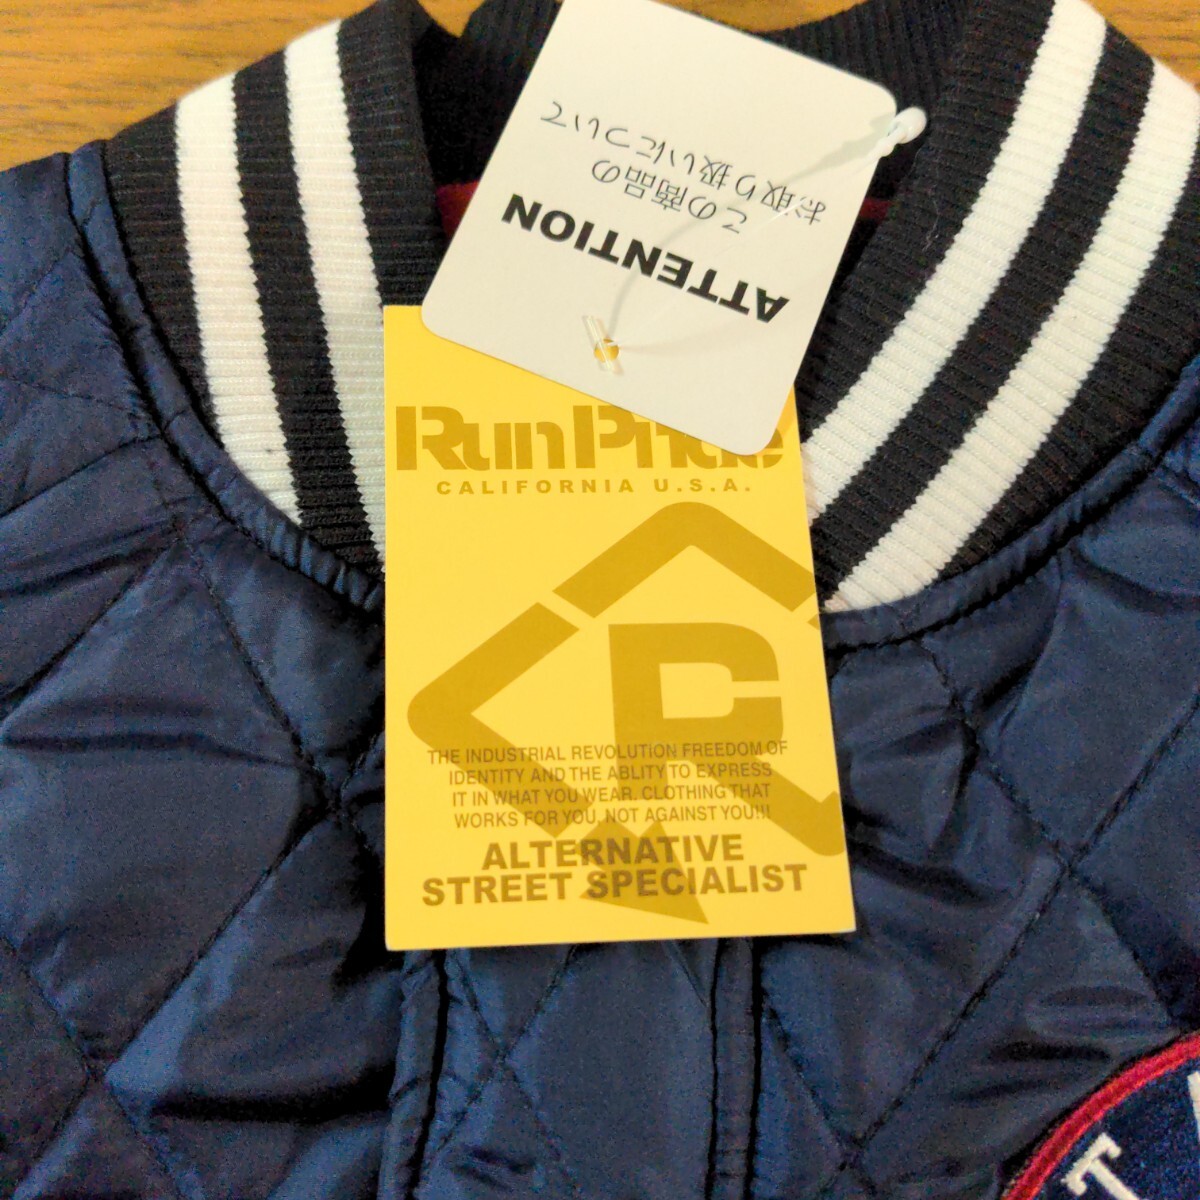 ATTENTION
この商品の
お取り扱いについて
Run Pride
CALIFORNIA U.S.A.
R
THE INDUSTRIAL REVOLUTION FREEDOM OF
IDENTITY AND THE ABLITY TO EXPRESS
IT IN WHAT YOU WEAR. CLOTHING THAT
WORKS FOR YOU, NOT AGAINST YOU!!!
ALTERNATIVE
STREET SPECIALIST
T